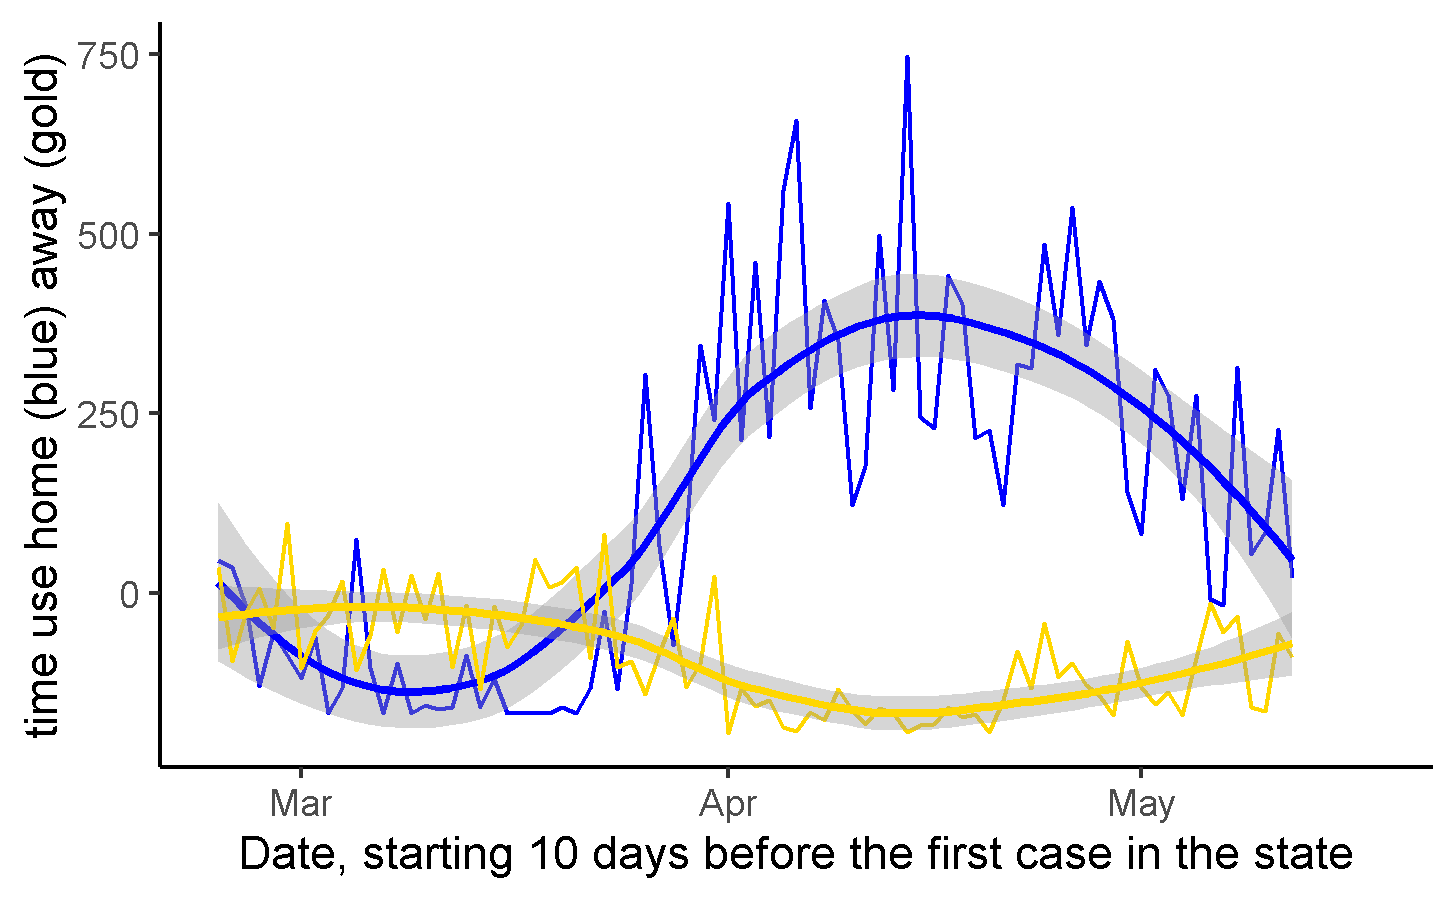 time use home (blue) away (gold)
750
500
250
0
Mar
Apr
May
Date, starting 10 days before the first case in the state